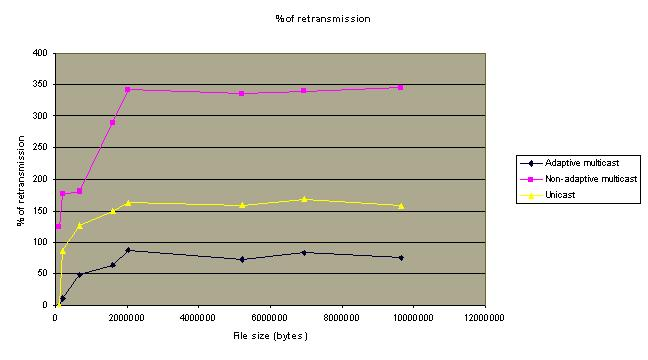 % of retransmission
400
350
300
250
200
150
100
50
0
% of retransmission
0 2000000 4000000 6000000 8000000 10000000 12000000
File size (bytes)
Adaptive multicast
Non-adaptive multicast
Unicast